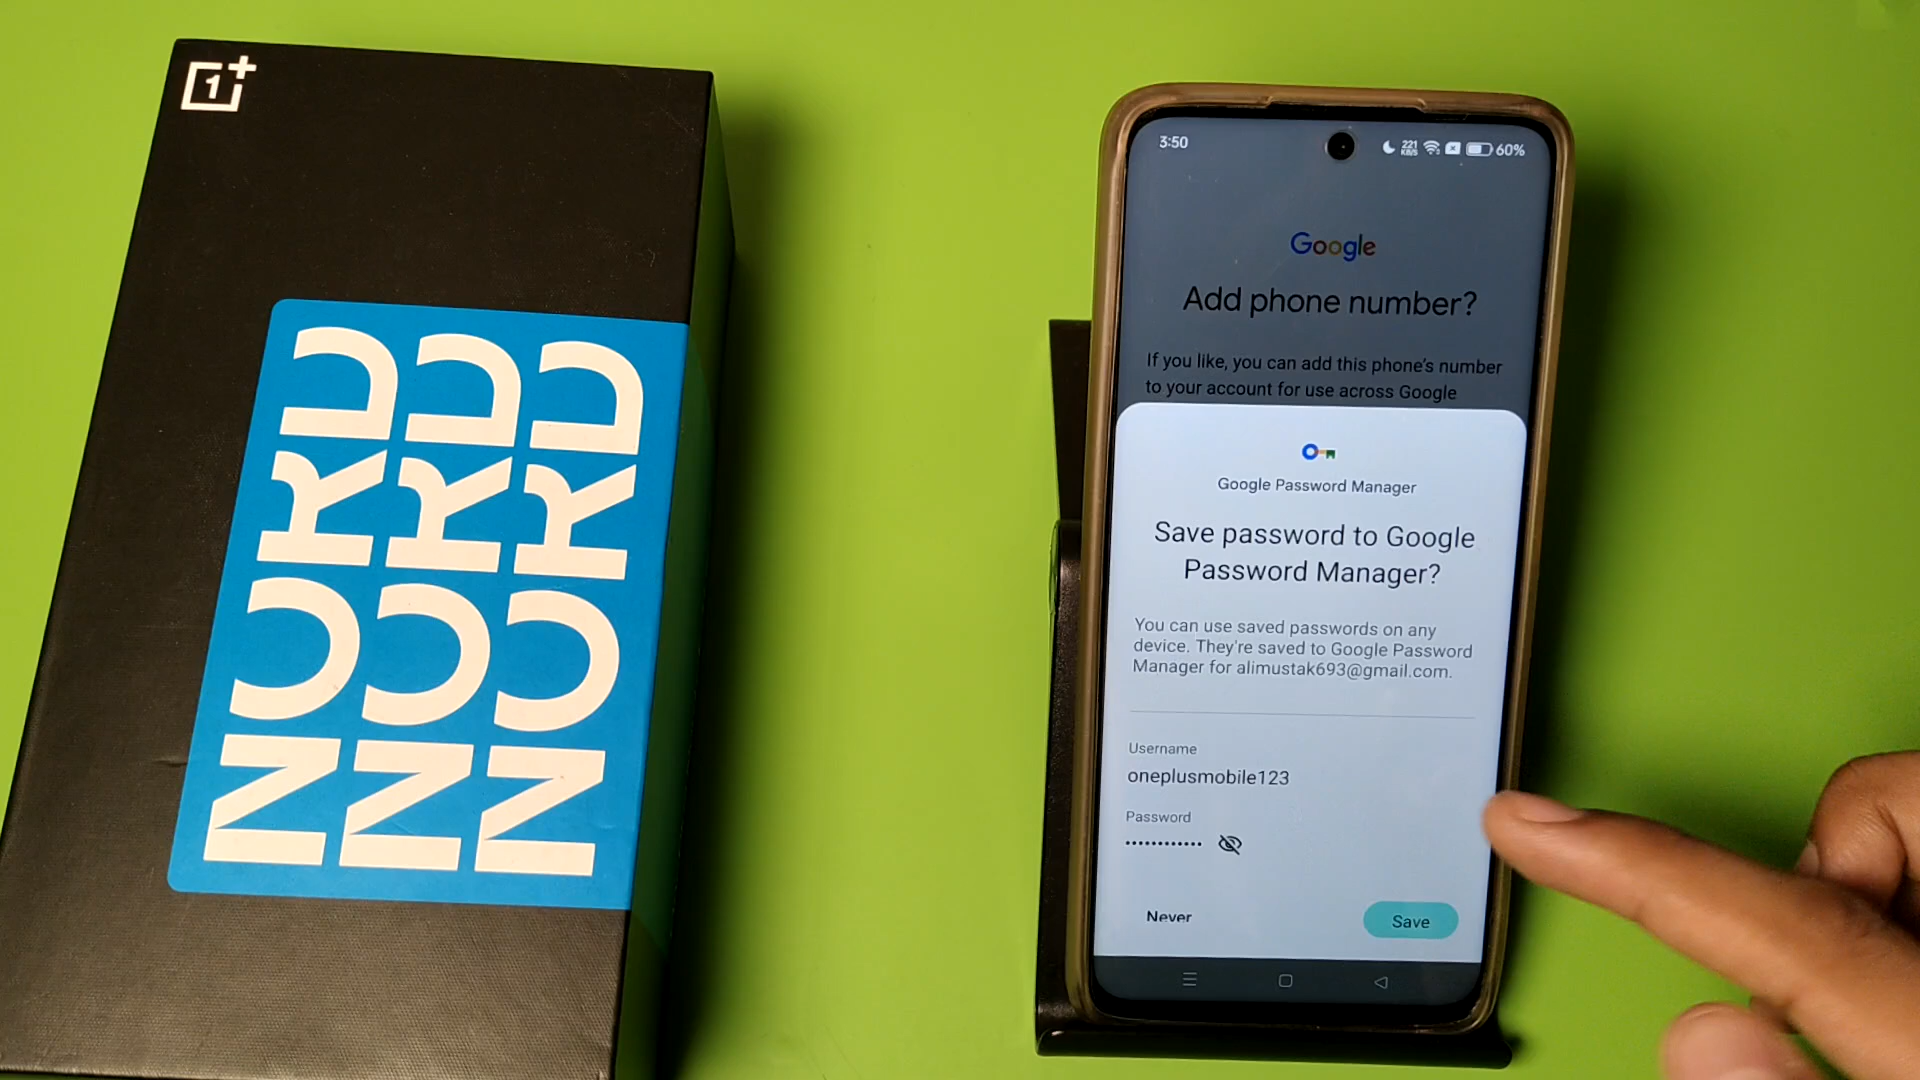 1+
NORD
NORD
NORD
3:50
221
KB/S
60%
Google
Add phone number?
If you like, you can add this phone's number
to your account for use across Google
Google Password Manager
Save password to Google
Password Manager?
You can use saved passwords on any
device. They're saved to Google Password
Manager for alimustak693@gmail.com.
Username
oneplusmobile123
Password
••••••••••••
Never
Save